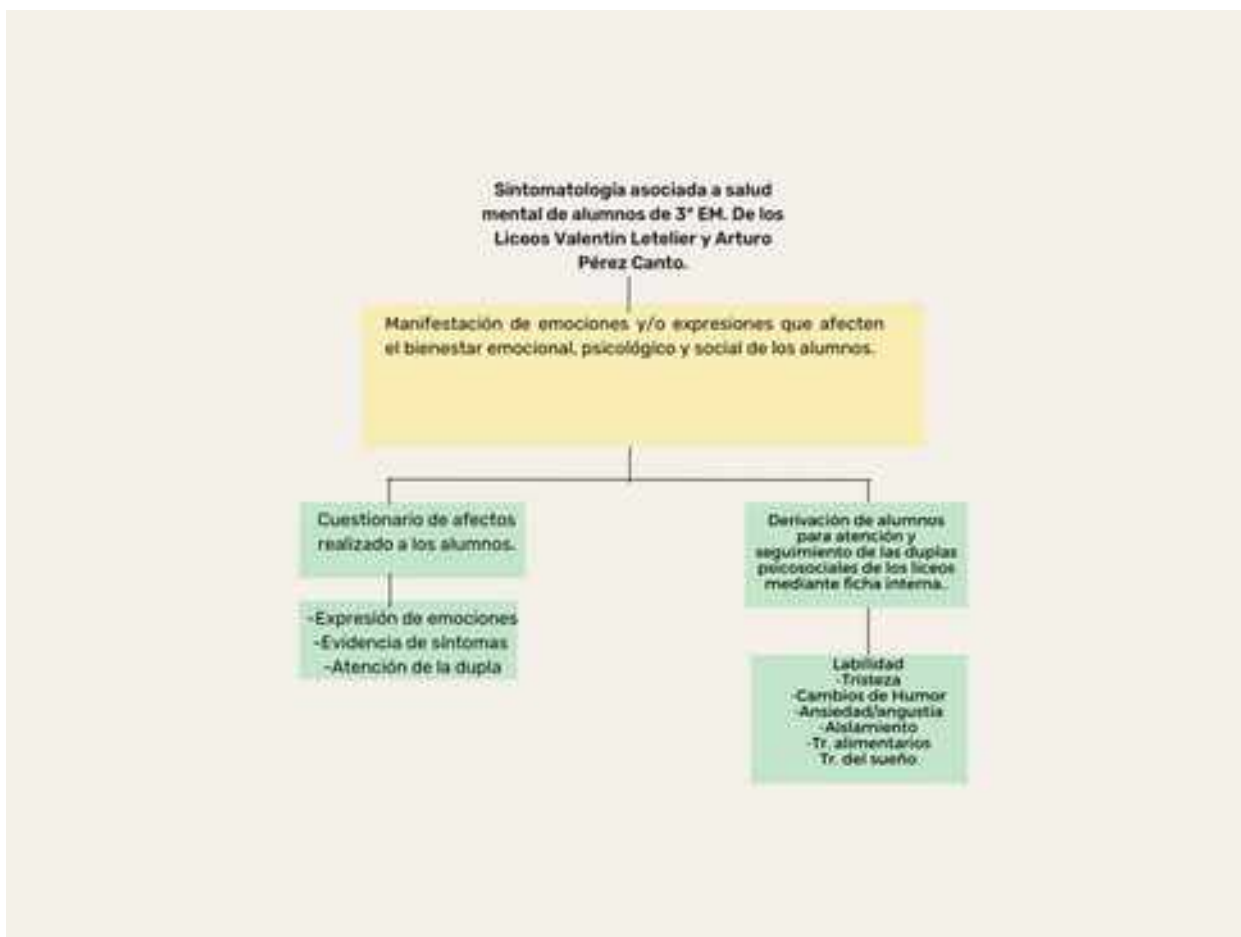 Sintomatología asociada a salud
mental de alumnos de 3° EM. De los
Liceos Valentín Letelier y Arturo
Pérez Canto.
Manifestación de emociones y/o expresiones que afecten
el bienestar emocional, psicológico y social de los alumnos.
Cuestionario de afectos
realizado a los alumnos.
-Expresión de emociones
-Evidencia de síntomas
-Atención de la dupla
Derivación de alumnos
para atención y
seguimiento de las duplas
psicosociales de los liceos
mediante ficha interna.
Labilidad
-Tristeza
-Cambios de Humor
-Ansiedad/angustia
-Aislamiento
-Tr. alimentarios
Tr. del sueño